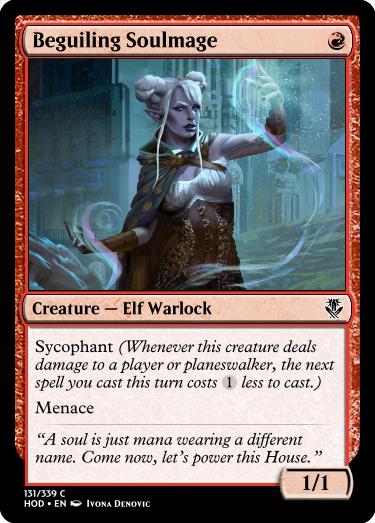 Beguiling Soulmage
Creature — Elf Warlock
Sycophant (Whenever this creature deals
damage to a player or planeswalker, the next
spell you cast this turn costs 1 less to cast.)
Menace
“A soul is just mana wearing a different
name. Come now, let’s power this House.”
1/1
131/339 C
HOD • EN Ivona Denovic